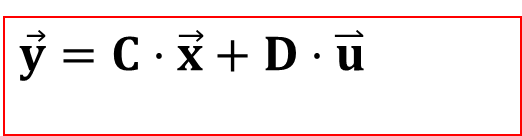 y⃗ = C · x⃗ + D · u⃗